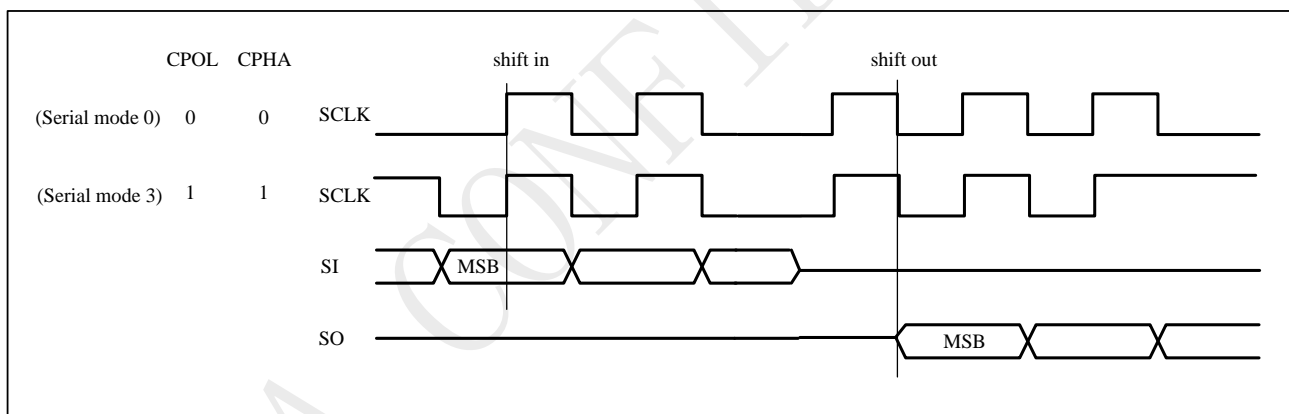 CPOL CPHA shift in shift out
(Serial mode 0) 0 0 SCLK
(Serial mode 3) 1 1 SCLK
SI MSB
SO MSB
CONF